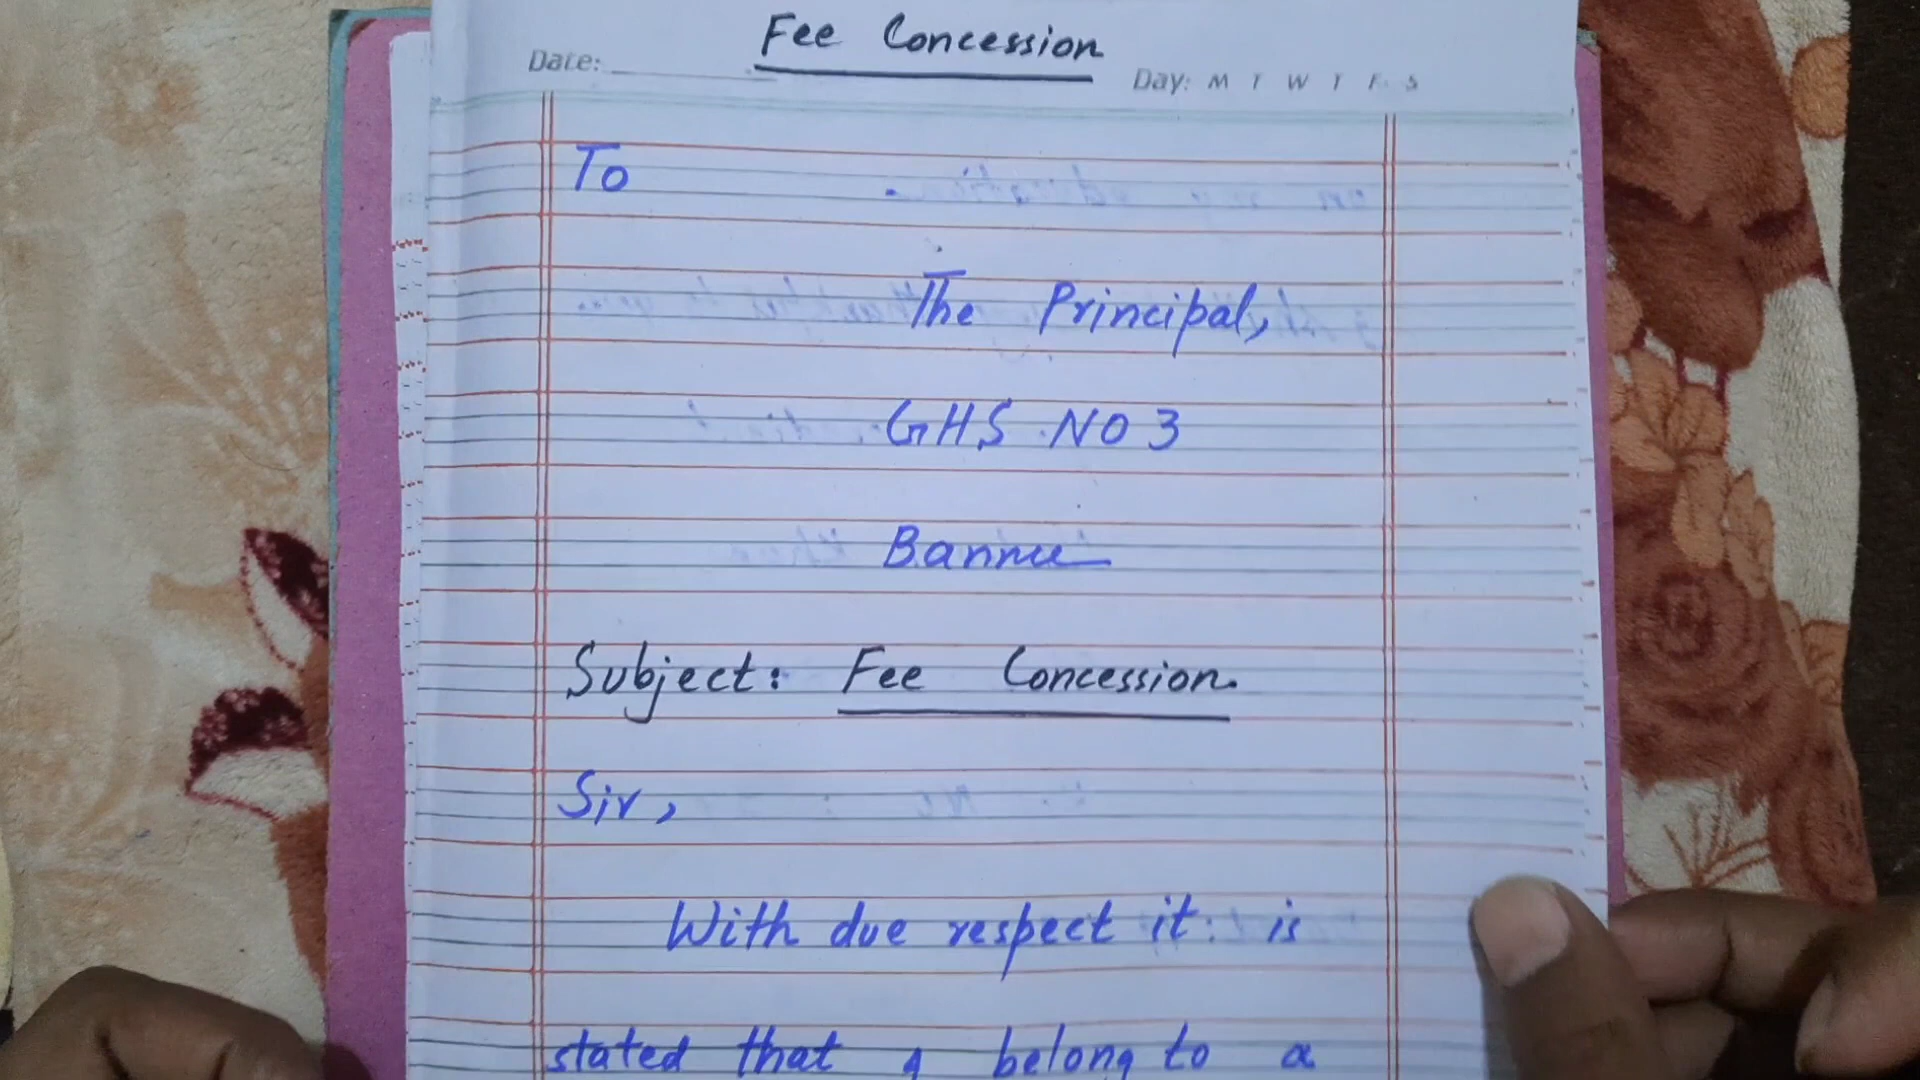 Fee Concession
Date:
Day: M T W T F S
To
The Principal,
GHS NO 3
Bannu
Subject: Fee Concession.
Sir,
With due respect it is
stated that I belong to a